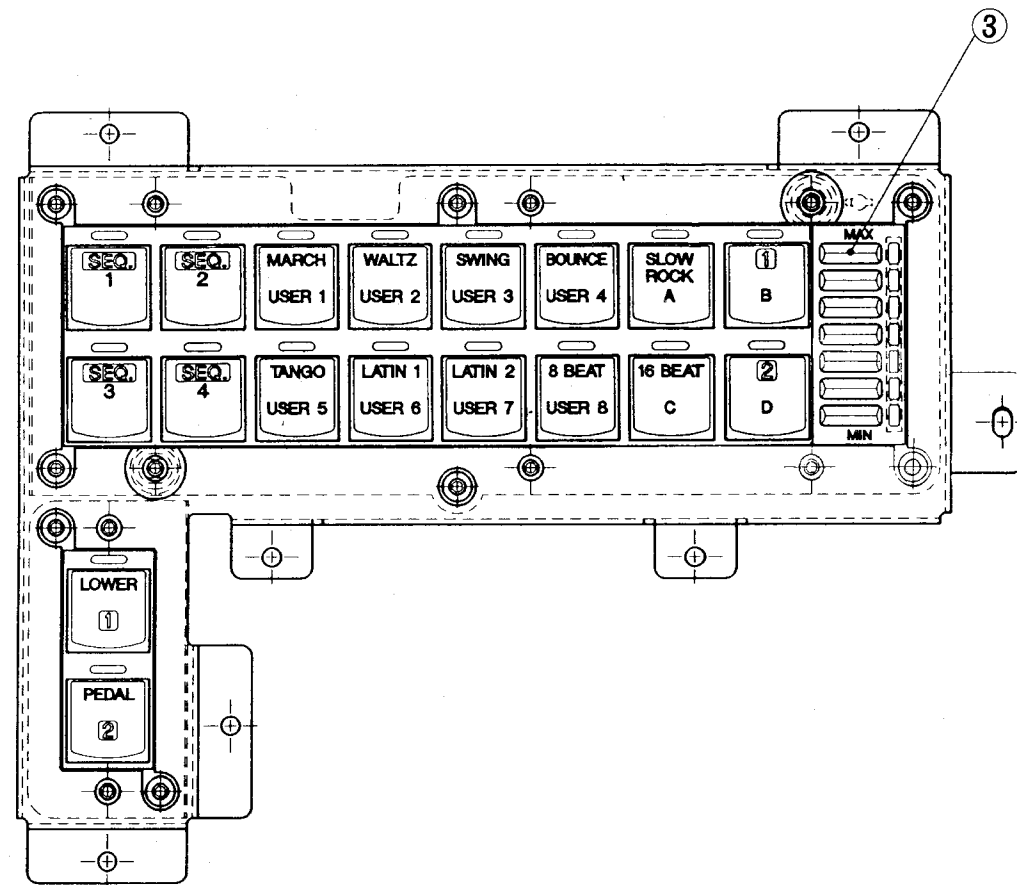 ③
MAX
SEQ. 1
SEQ. 2
MARCH
USER 1
WALTZ
USER 2
SWING
USER 3
BOUNCE
USER 4
SLOW
ROCK
A
1
B
SEQ. 3
SEQ. 4
TANGO
USER 5
LATIN 1
USER 6
LATIN 2
USER 7
8 BEAT
USER 8
16 BEAT
C
2
D
MIN
LOWER
1
PEDAL
2